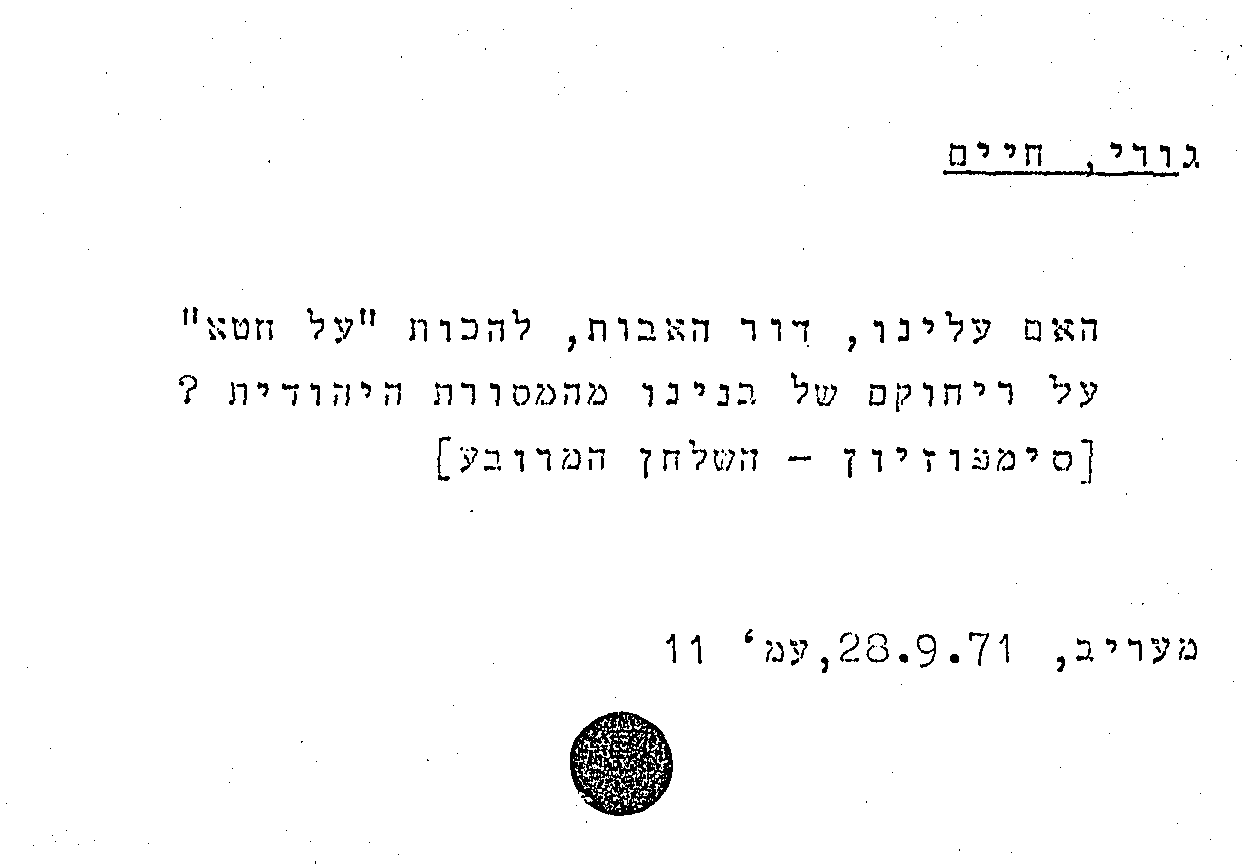 גורי, חיים
האם עלינו, דור האבות, להכות "על חטא"
על ריחוקם של בנינו מהמסורת היהודית ?
[סימפוזיון - השלחן המרובע]
מעריב, 28.9.71,עמ' 11